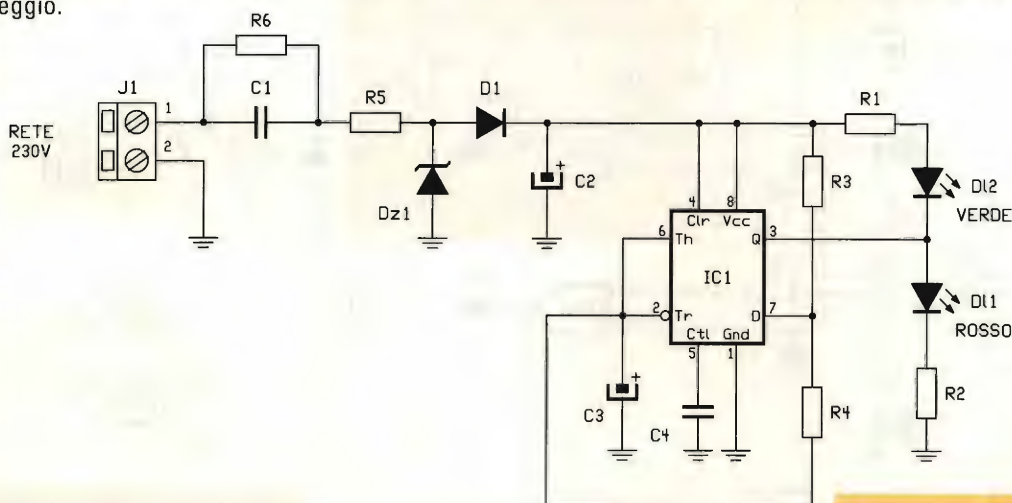 eggio.
R6
J1
C1
R5
D1
R1
RETE
230V
1
2
Dz1
C2
+
R3
Dl2
VERDE
4
8
Clr
Vcc
6
Th
Q
3
IC1
2
Tr
D
7
Ctl
Gnd
5
1
Dl1
ROSSO
C3
+
C4
R4
R2